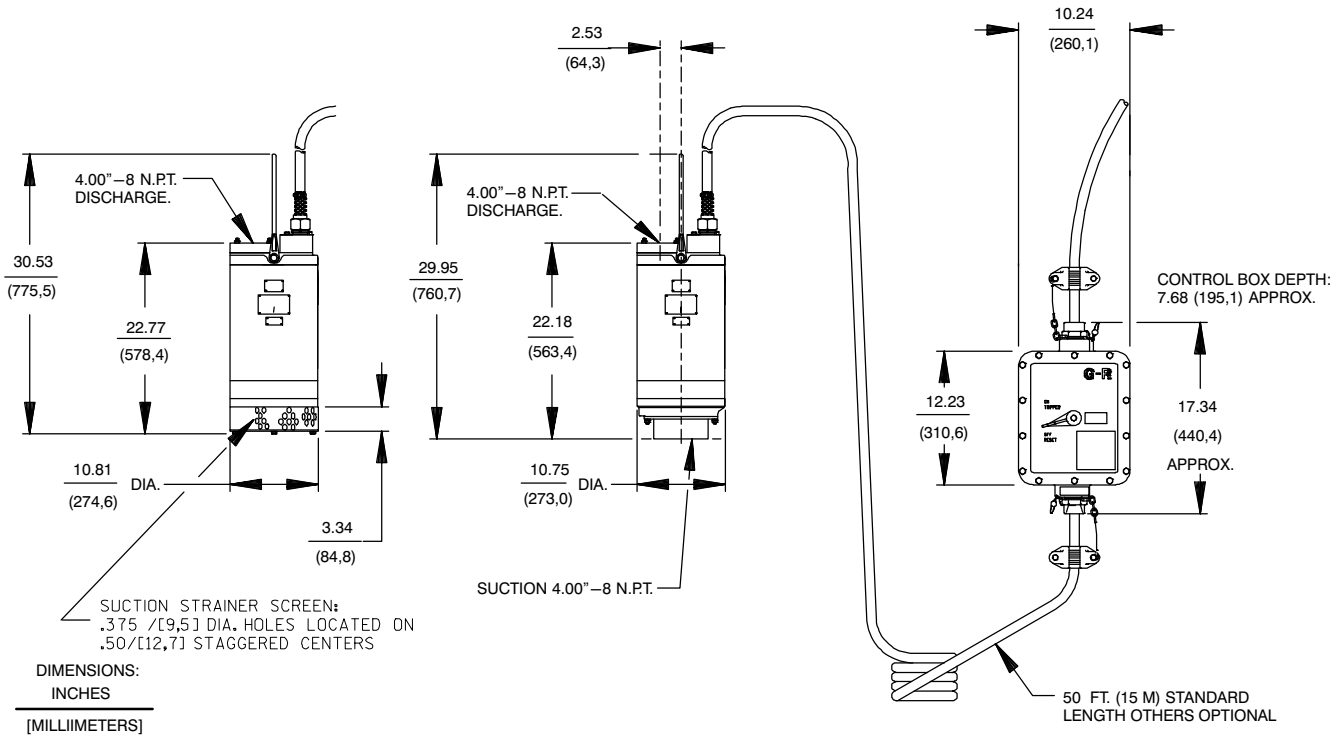 10.24
(260,1)
2.53
(64,3)
4.00”–8 N.P.T.
DISCHARGE.
30.53
(775,5)
22.77
(578,4)
10.81
(274,6)
DIA.
3.34
(84,8)
SUCTION STRAINER SCREEN:
.375 /[9,5] DIA. HOLES LOCATED ON
.50/[12,7] STAGGERED CENTERS
DIMENSIONS:
INCHES
[MILLIIMETERS]
4.00”–8 N.P.T.
DISCHARGE.
29.95
(760,7)
22.18
(563,4)
10.75
(273,0)
DIA.
SUCTION 4.00”–8 N.P.T.
CONTROL BOX DEPTH:
7.68 (195,1) APPROX.
G-R
ON
TRIPPED
OFF
RESET
12.23
(310,6)
17.34
(440,4)
APPROX.
50 FT. (15 M) STANDARD
LENGTH OTHERS OPTIONAL